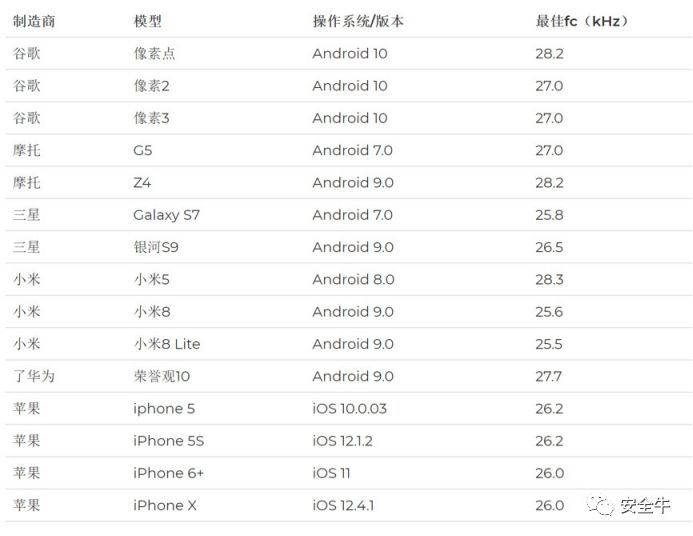 制造商 模型 操作系统/版本 最佳fc（kHz）
谷歌 像素点 Android 10 28.2
谷歌 像素2 Android 10 27.0
谷歌 像素3 Android 10 27.0
摩托 G5 Android 7.0 27.0
摩托 Z4 Android 9.0 28.2
三星 Galaxy S7 Android 7.0 25.8
三星 银河S9 Android 9.0 26.5
小米 小米5 Android 8.0 28.3
小米 小米8 Android 9.0 25.6
小米 小米8 Lite Android 9.0 25.5
了华为 荣誉观10 Android 9.0 27.7
苹果 iphone 5 iOS 10.0.03 26.2
苹果 iPhone 5S iOS 12.1.2 26.2
苹果 iPhone 6+ iOS 11 26.0
苹果 iPhone X iOS 12.4.1 26.0
安全牛